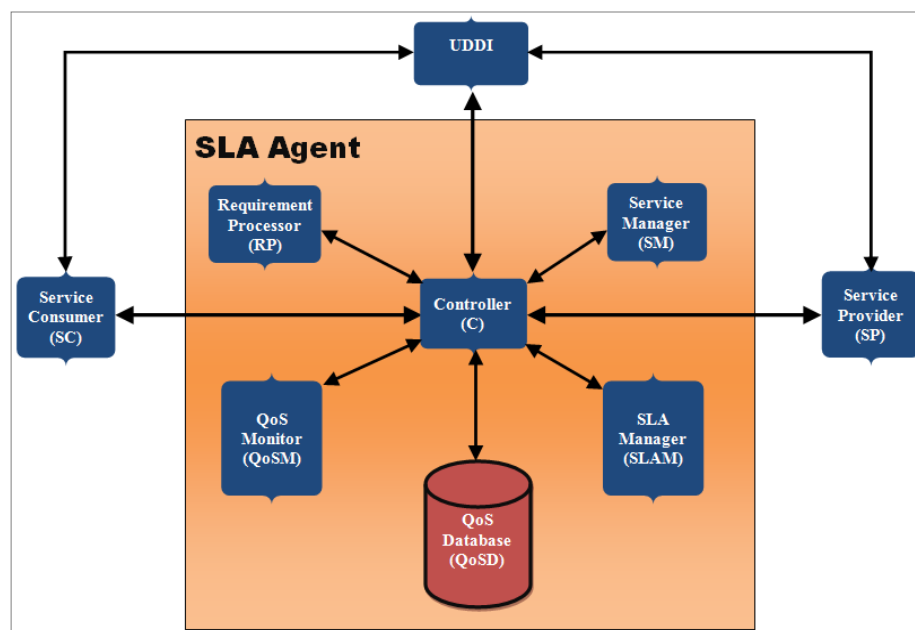 UDDI
SLA Agent
Requirement
Processor
(RP)
Service
Manager
(SM)
Service
Consumer
(SC)
Controller
(C)
Service
Provider
(SP)
QoS
Monitor
(QoSM)
SLA
Manager
(SLAM)
QoS
Database
(QoSD)